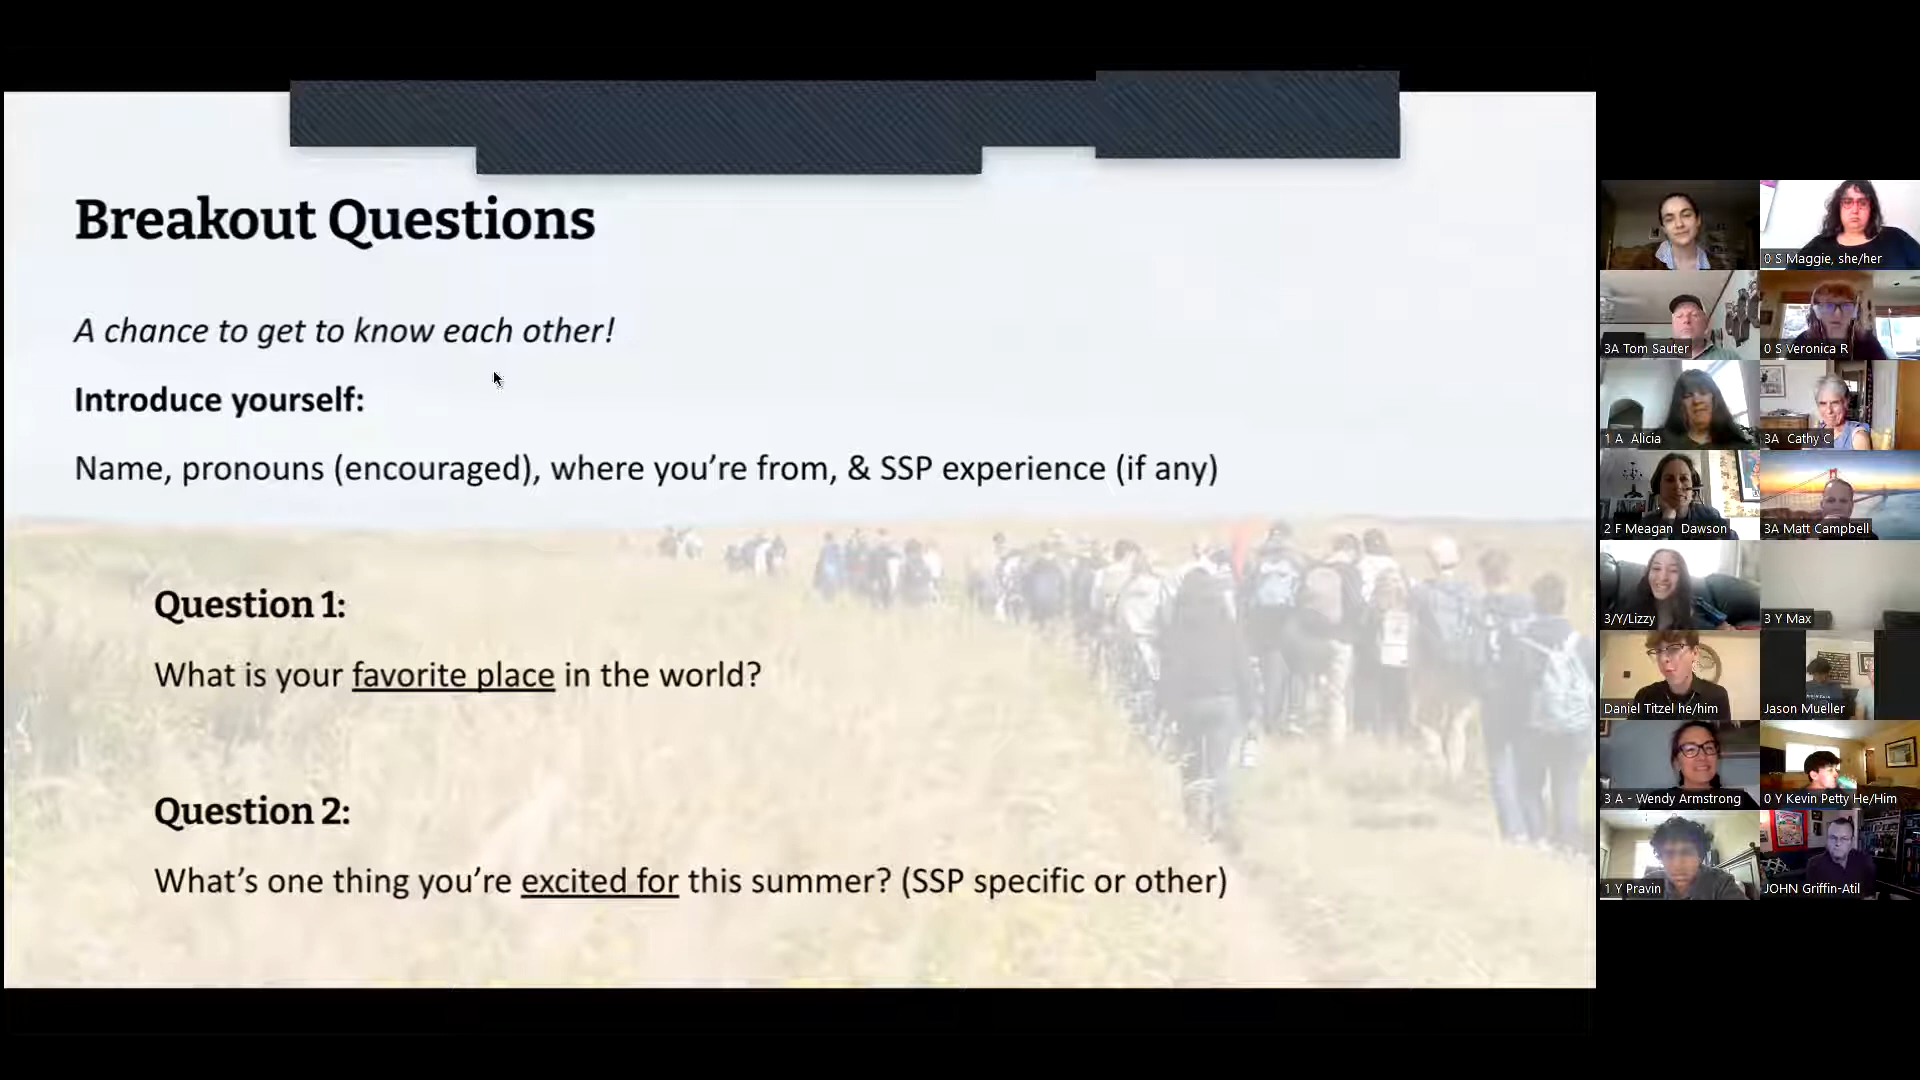 Breakout Questions
A chance to get to know each other!
Introduce yourself:
Name, pronouns (encouraged), where you’re from, & SSP experience (if any)
Question 1:
What is your favorite place in the world?
Question 2:
What’s one thing you’re excited for this summer? (SSP specific or other)
0 S Maggie, she/her
3A Tom Sauter
0 S Veronica R
1 A Alicia
3A Cathy C
2 F Meagan Dawson
3A Matt Campbell
3/Y/Lizzy
3 Y Max
Daniel Titzel he/him
Jason Mueller
3 A - Wendy Armstrong
0 Y Kevin Petty He/Him
1 Y Pravin
JOHN Griffin-Atil